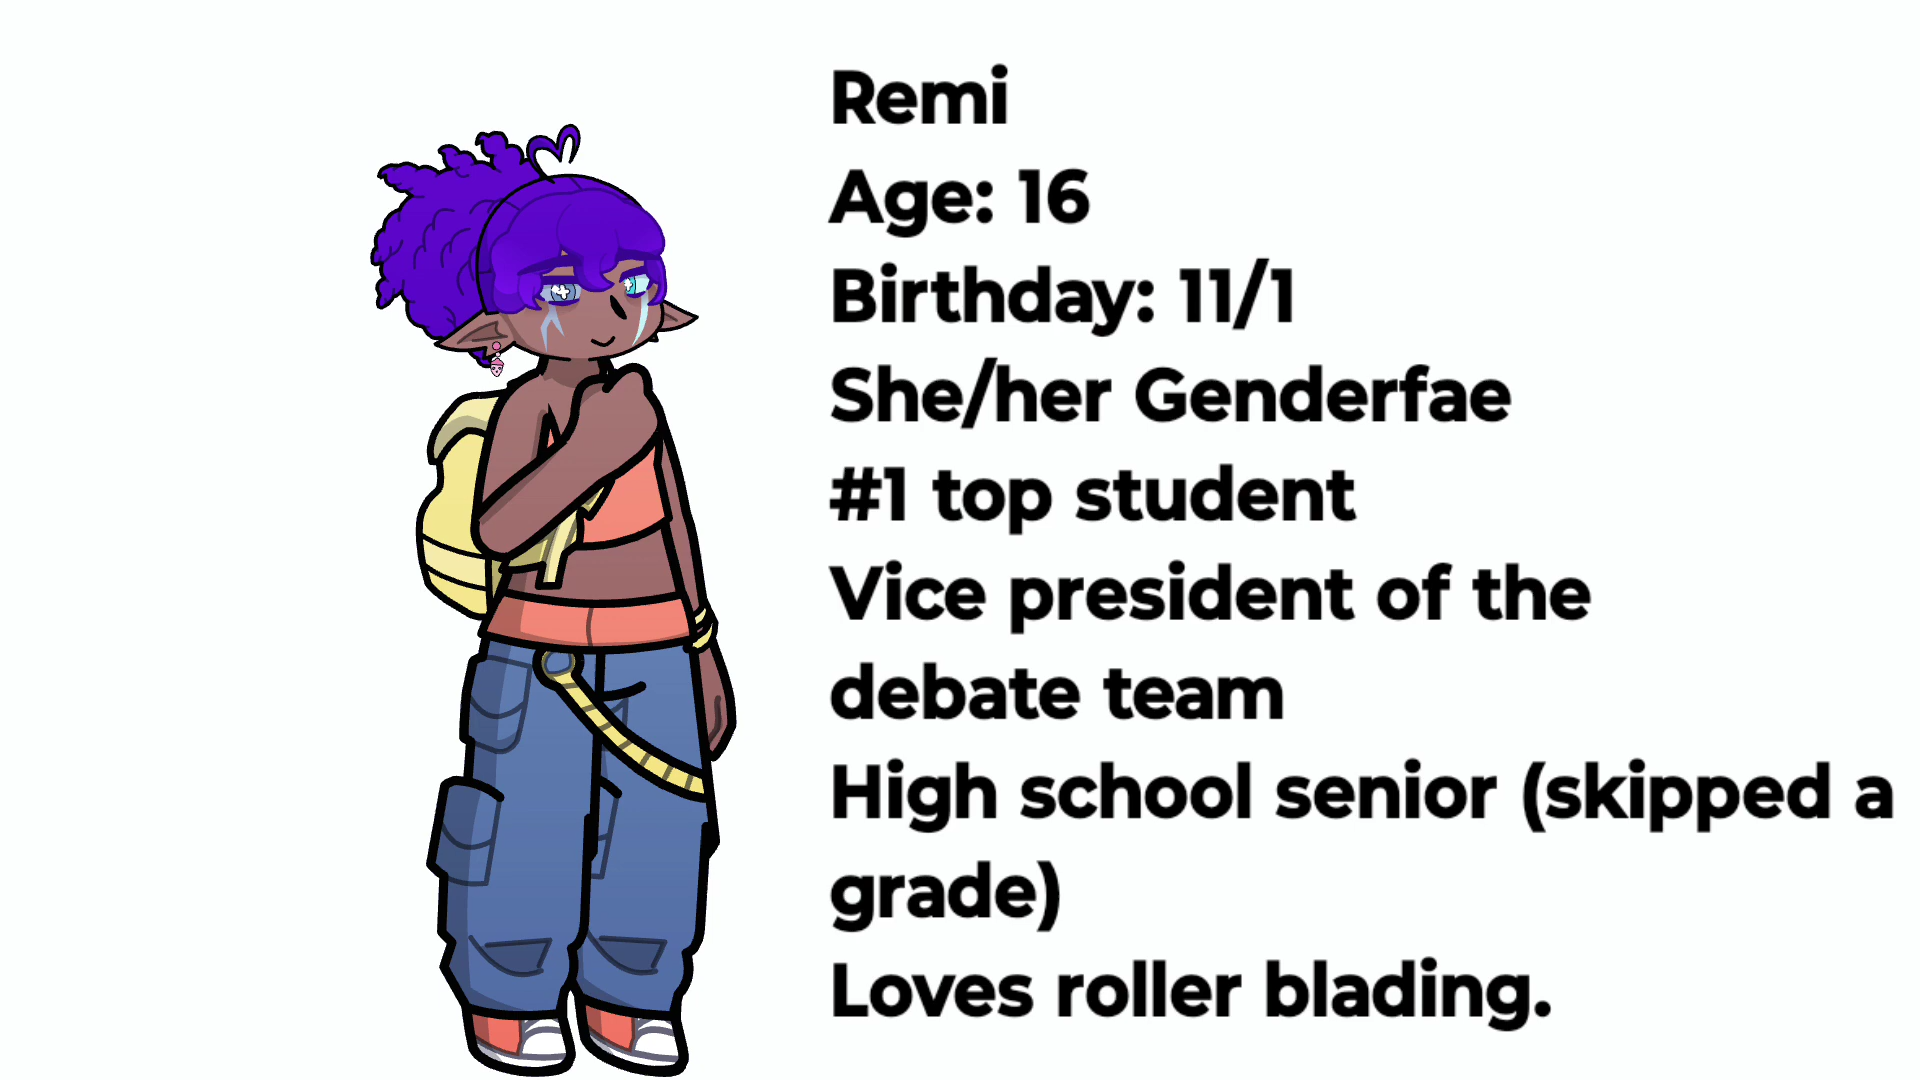 Remi
Age: 16
Birthday: 11/1
She/her Genderfae
#1 top student
Vice president of the
debate team
High school senior (skipped a
grade)
Loves roller blading.